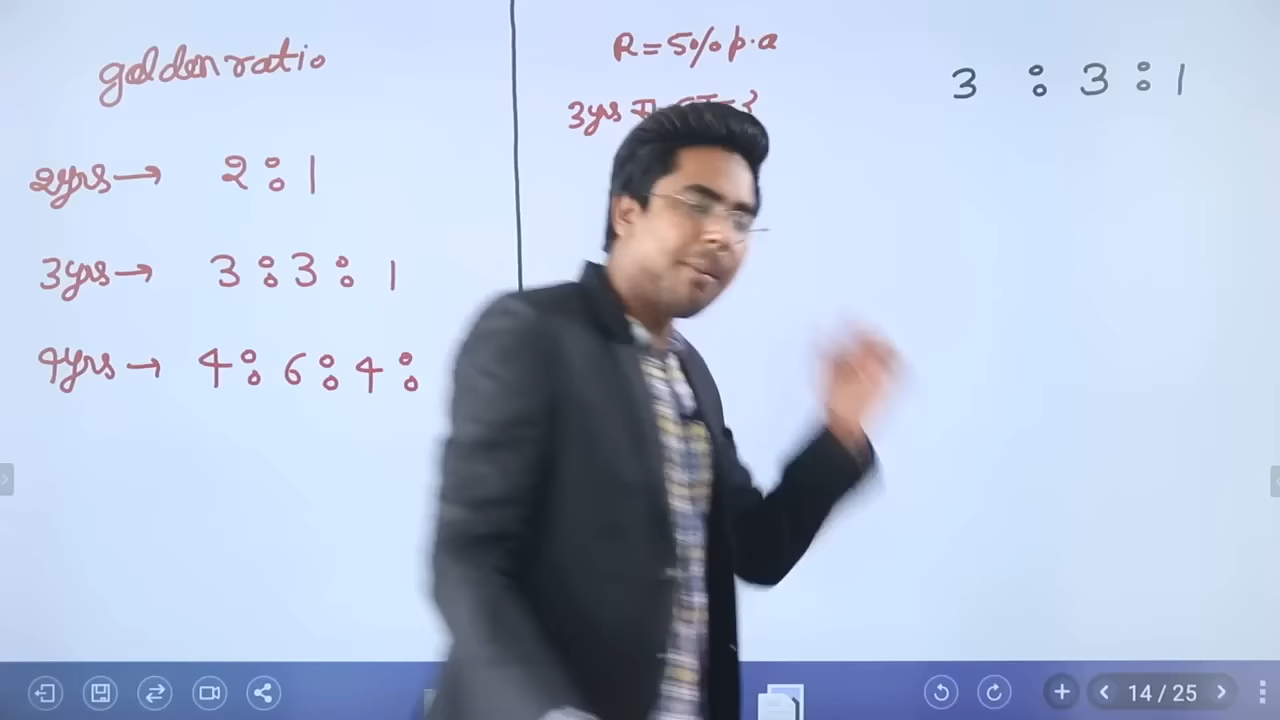 golden ratio
2yrs → 2 : 1
3yrs → 3 : 3 : 1
4yrs → 4 : 6 : 4 :
R = 5% p.a
3yrs
3 : 3 : 1
14 / 25